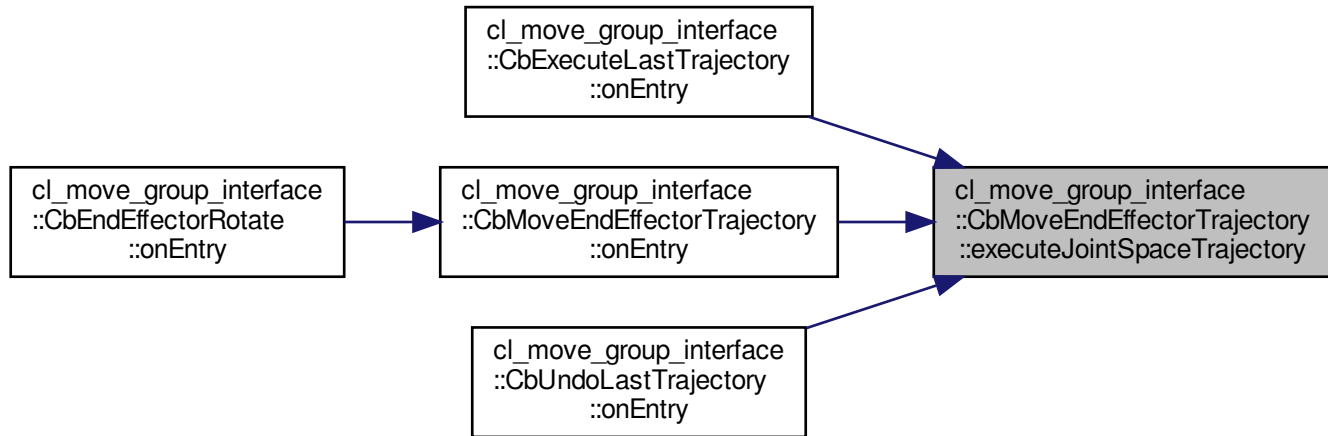 cl_move_group_interface
::CbExecuteLastTrajectory
::onEntry
cl_move_group_interface
::CbEndEffectorRotate
::onEntry
cl_move_group_interface
::CbMoveEndEffectorTrajectory
::onEntry
cl_move_group_interface
::CbMoveEndEffectorTrajectory
::executeJointSpaceTrajectory
cl_move_group_interface
::CbUndoLastTrajectory
::onEntry